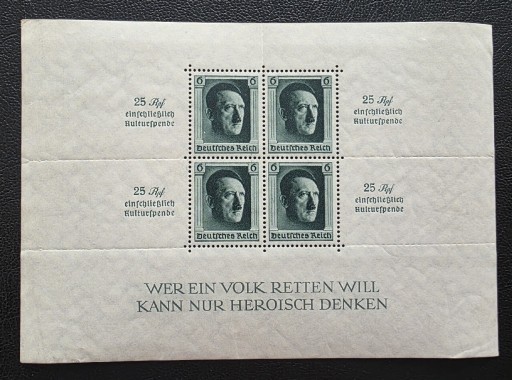 6 6 6 6
25 Rpf
einschließlich
Kulturspende
25 Rpf
einschließlich
Kulturspende
Deutsches Reich Deutsches Reich
6 6 6 6
25 Rpf
einschließlich
Kulturspende
25 Rpf
einschließlich
Kulturspende
Deutsches Reich Deutsches Reich
WER EIN VOLK RETTEN WILL
KANN NUR HEROISCH DENKEN